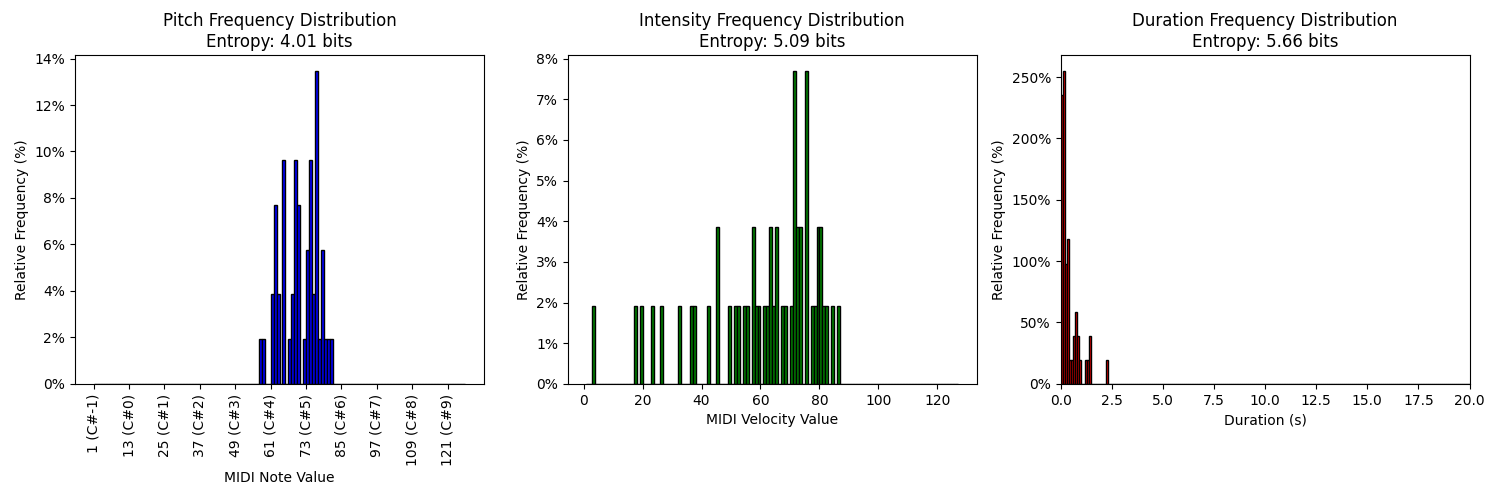 Pitch Frequency Distribution
Entropy: 4.01 bits
14%
12%
10%
8%
6%
4%
2%
0%
Relative Frequency (%)
1 (C#-1)
13 (C#0)
25 (C#1)
37 (C#2)
49 (C#3)
61 (C#4)
73 (C#5)
85 (C#6)
97 (C#7)
109 (C#8)
121 (C#9)
MIDI Note Value
Intensity Frequency Distribution
Entropy: 5.09 bits
8%
7%
6%
5%
4%
3%
2%
1%
0%
Relative Frequency (%)
0 20 40 60 80 100 120
MIDI Velocity Value
Duration Frequency Distribution
Entropy: 5.66 bits
250%
200%
150%
100%
50%
0%
Relative Frequency (%)
0.0 2.5 5.0 7.5 10.0 12.5 15.0 17.5 20.0
Duration (s)